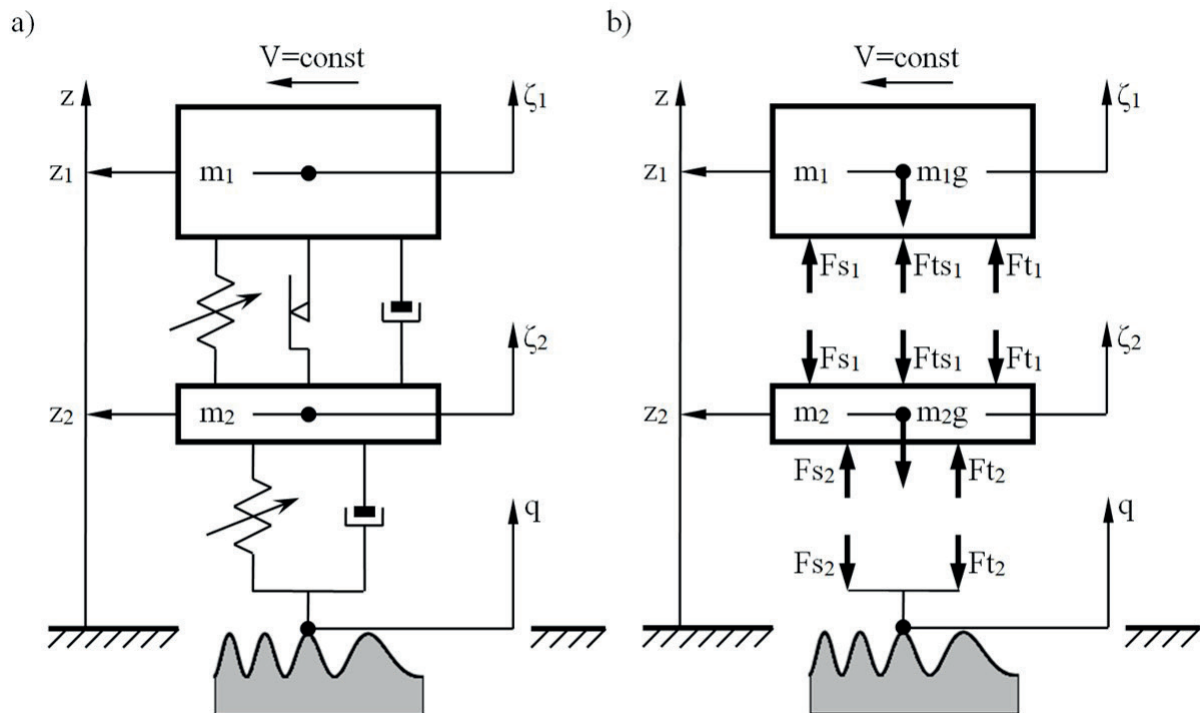 a)
V=const
z
ζ₁
z₁
m₁
ζ₂
z₂
m₂
q
b)
V=const
z
ζ₁
z₁
m₁
m₁g
Fs₁
Fts₁
Ft₁
Fs₁
Fts₁
Ft₁
ζ₂
z₂
m₂
m₂g
Fs₂
Ft₂
q
Fs₂
Ft₂